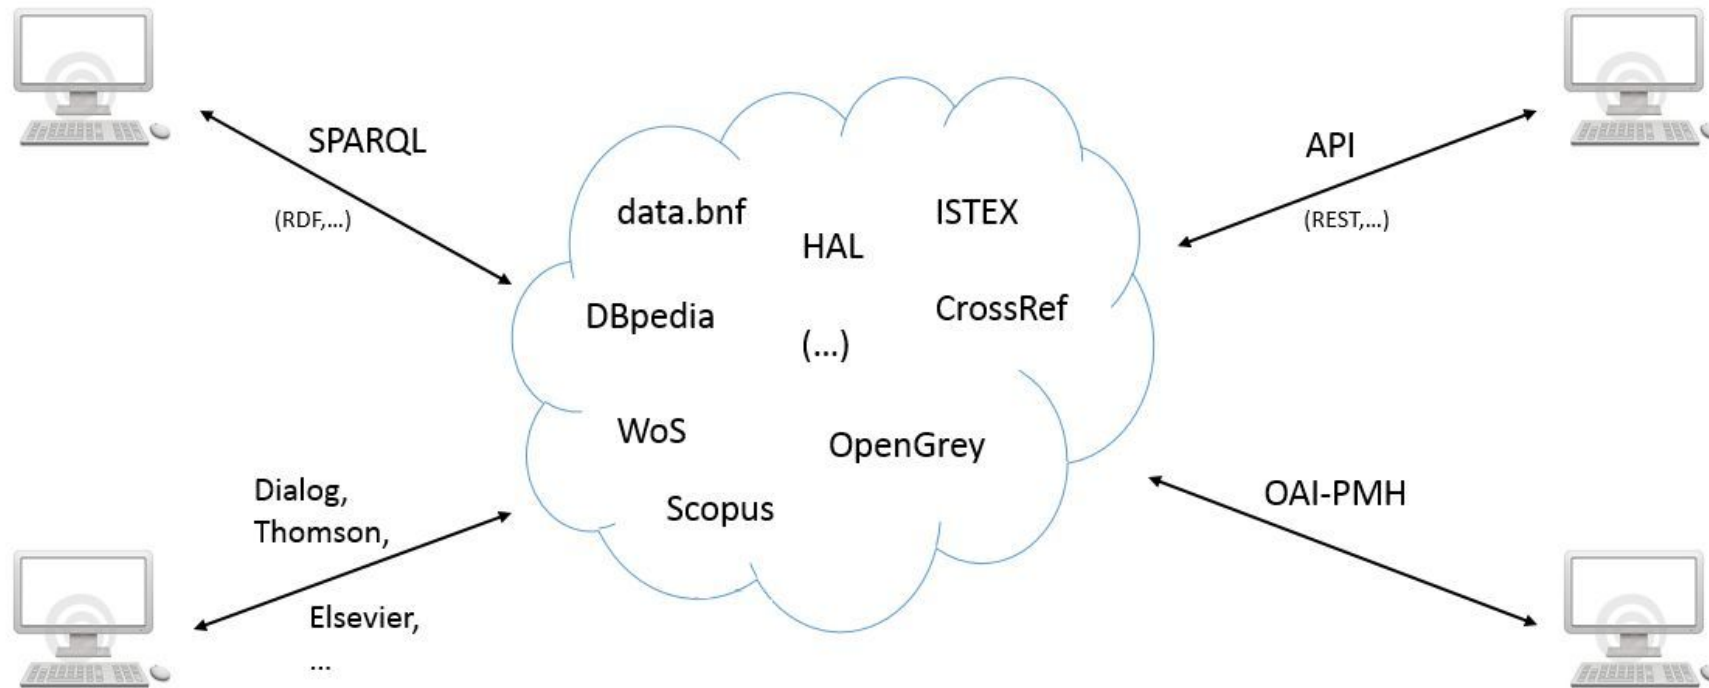 SPARQL
(RDF,...)
API
(REST,...)
data.bnf
HAL
ISTEX
DBpedia
(...)
CrossRef
WoS
OpenGrey
Scopus
Dialog,
Thomson,
Elsevier,
...
OAI-PMH